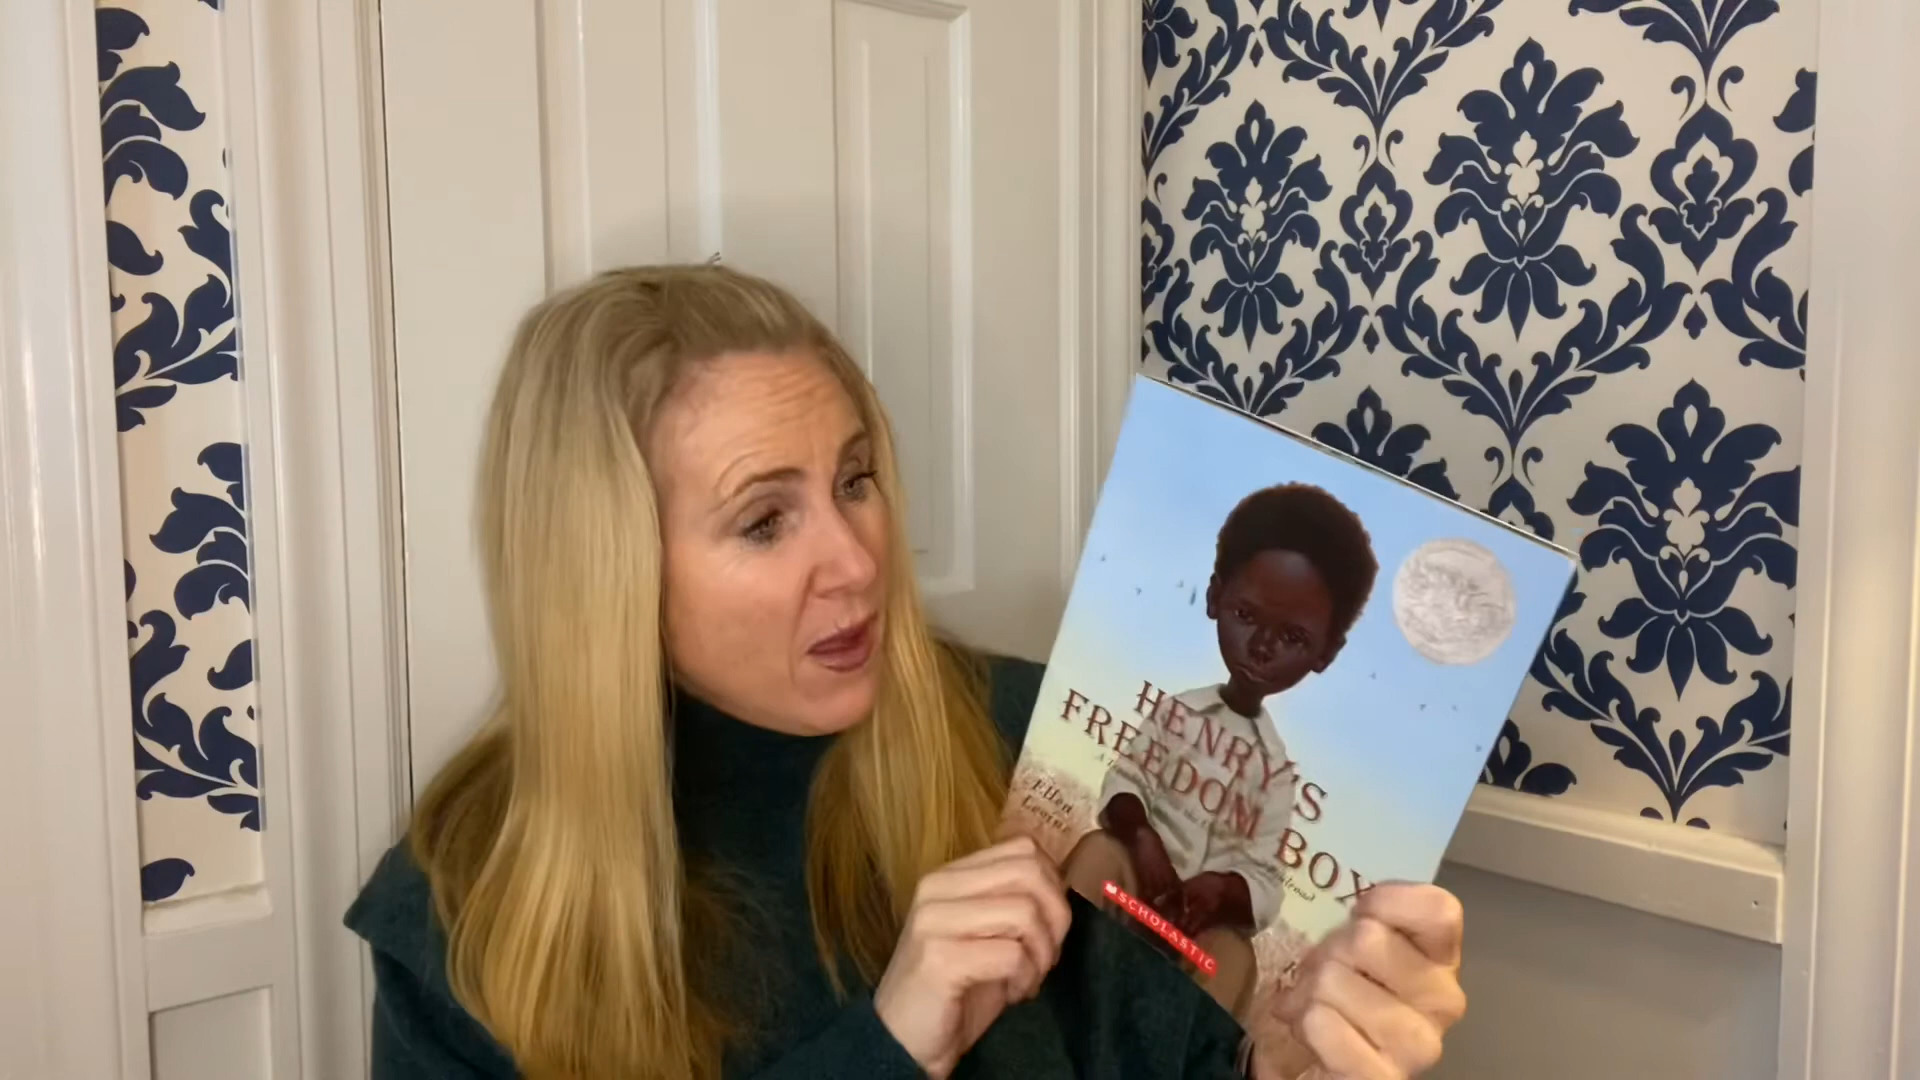 HENRY'S
FREEDOM BOX
Ellen
Levine
SCHOLASTIC